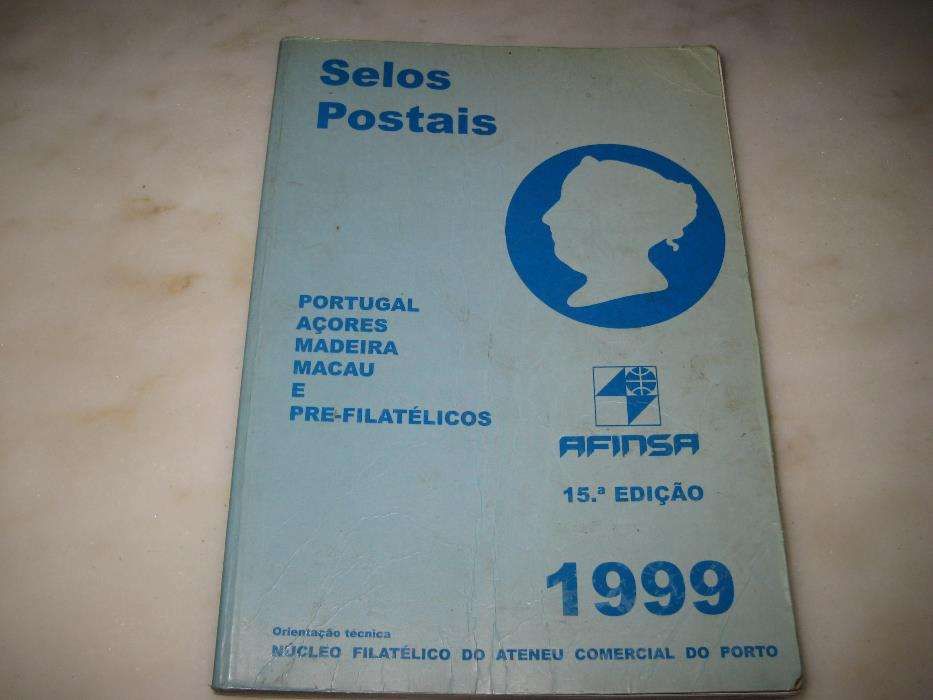 Selos
Postais
PORTUGAL
AÇORES
MADEIRA
MACAU
E
PRE-FILATÉLICOS
AFINSA
15.ª EDIÇÃO
1999
Orientação técnica
NÚCLEO FILATÉLICO DO ATENEU COMERCIAL DO PORTO